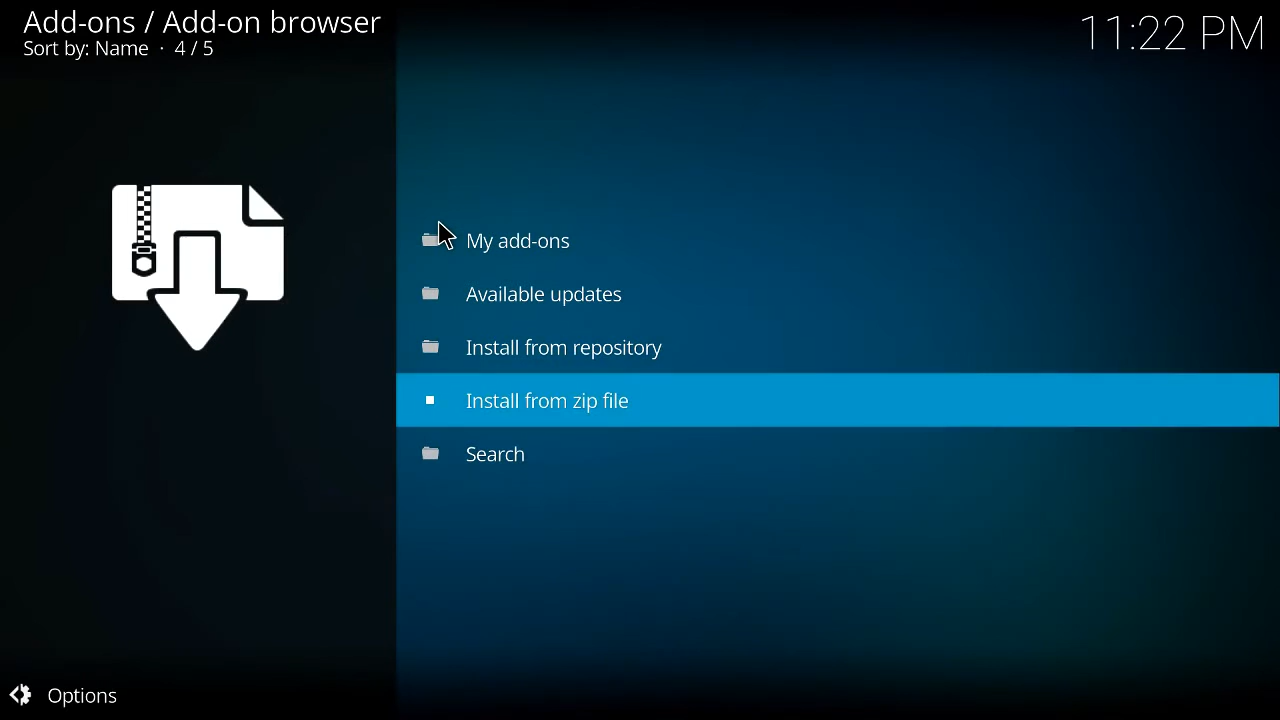 Add-ons / Add-on browser
Sort by: Name · 4 / 5
11:22 PM
My add-ons
Available updates
Install from repository
Install from zip file
Search
Options